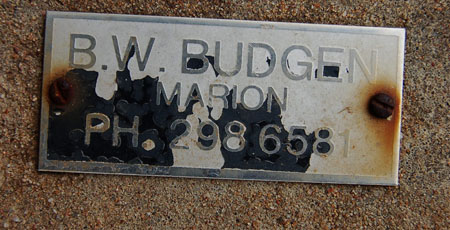 B.W. BUDGEN
MARION
PH. 298 6581